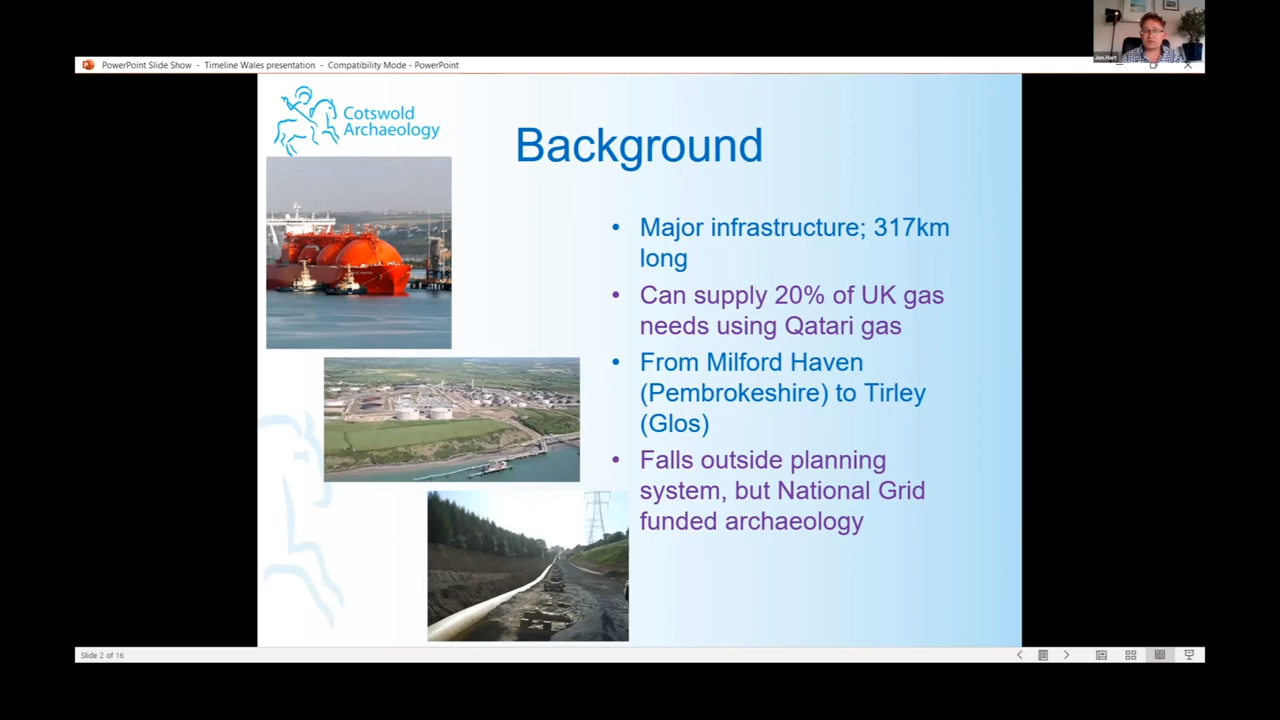 PowerPoint Slide Show - Timeline Wales presentation - Compatibility Mode - PowerPoint
Jon Hart
Cotswold
Archaeology
Background
• Major infrastructure; 317km
long
• Can supply 20% of UK gas
needs using Qatari gas
• From Milford Haven
(Pembrokeshire) to Tirley
(Glos)
• Falls outside planning
system, but National Grid
funded archaeology
Slide 2 of 16